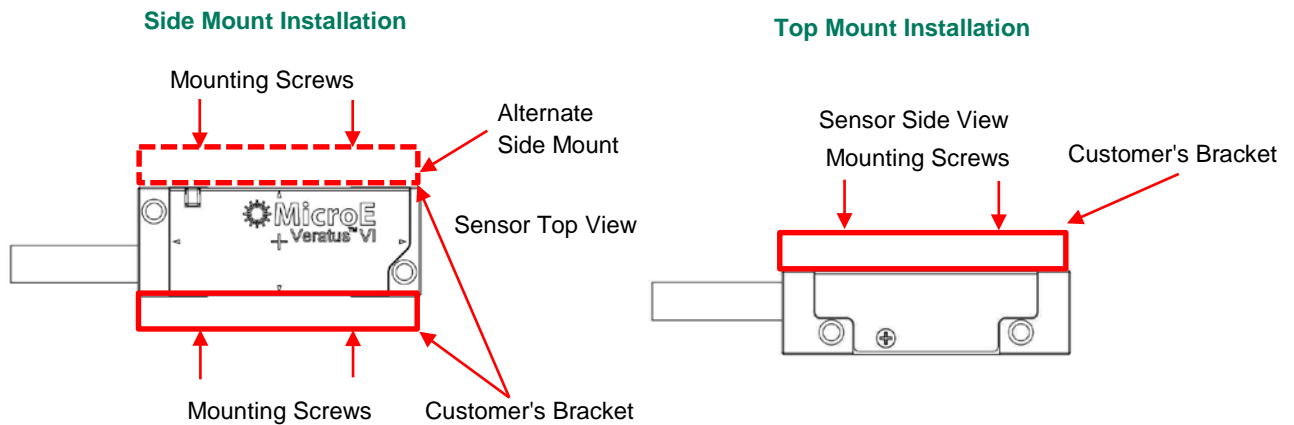 Side Mount Installation
Mounting Screws
Alternate
Side Mount
MicroE
Veratus™ VI
Sensor Top View
Mounting Screws
Customer's Bracket
Top Mount Installation
Sensor Side View
Mounting Screws
Customer's Bracket